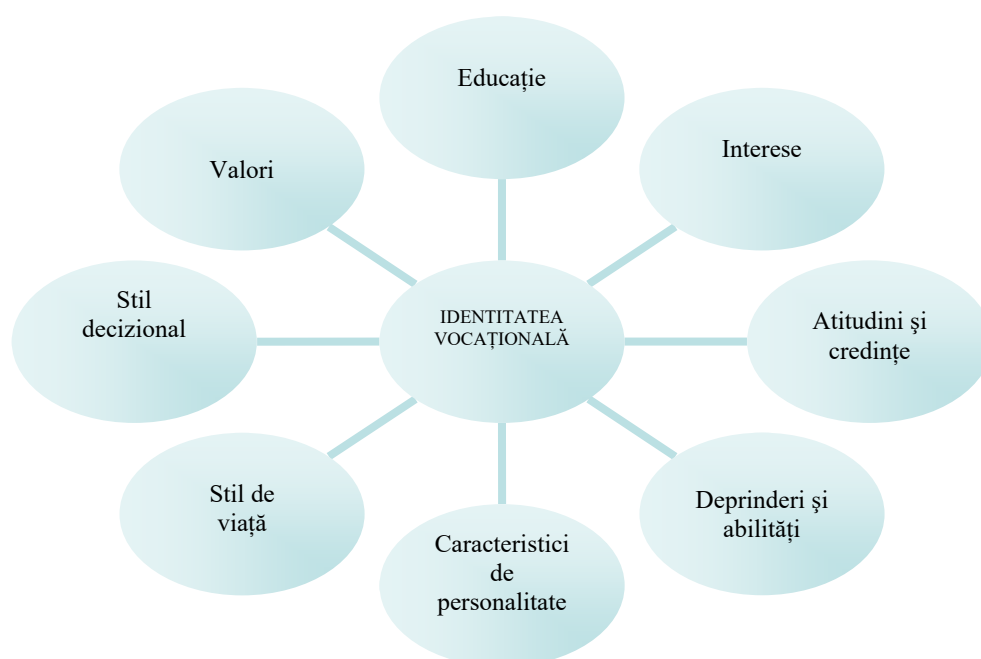 Educație
Interese
Valori
Stil
decizional
IDENTITATEA
VOCAȚIONALĂ
Atitudini şi
credințe
Stil de
viață
Deprinderi şi
abilități
Caracteristici
de
personalitate